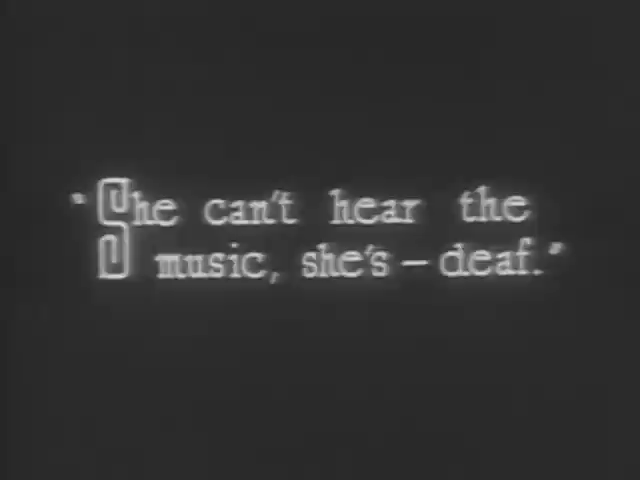 "She can't hear the
music, she's — deaf."